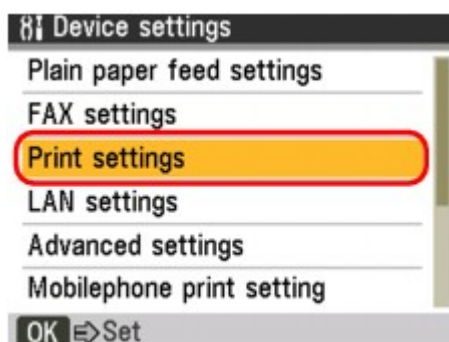 Device settings
Plain paper feed settings
FAX settings
Print settings
LAN settings
Advanced settings
Mobilephone print setting
OK Set